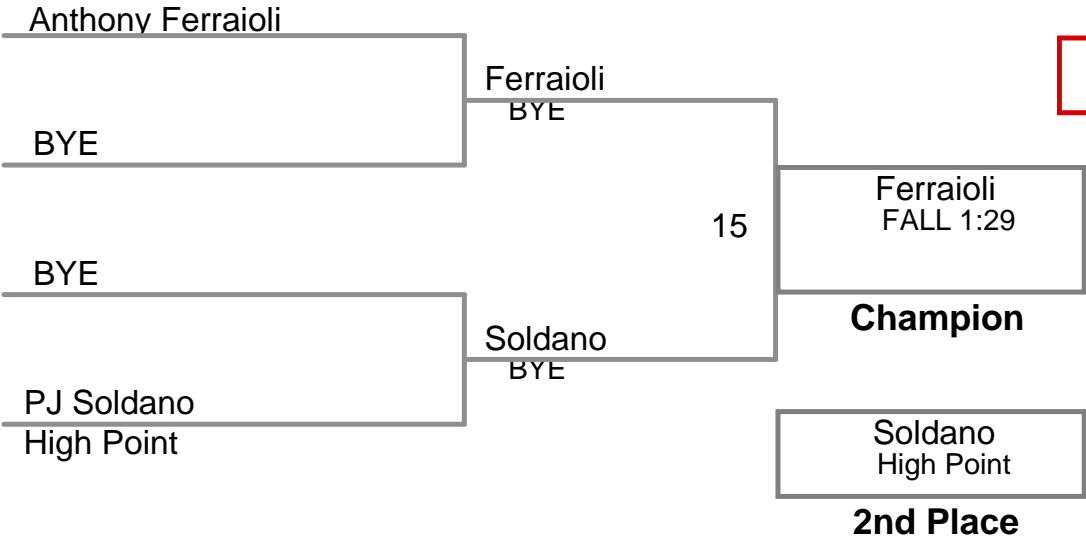 Anthony Ferraioli
Ferraioli
BYE
BYE
Ferraioli
FALL 1:29
15
BYE
Champion
Soldano
BYE
PJ Soldano
High Point
Soldano
High Point
2nd Place